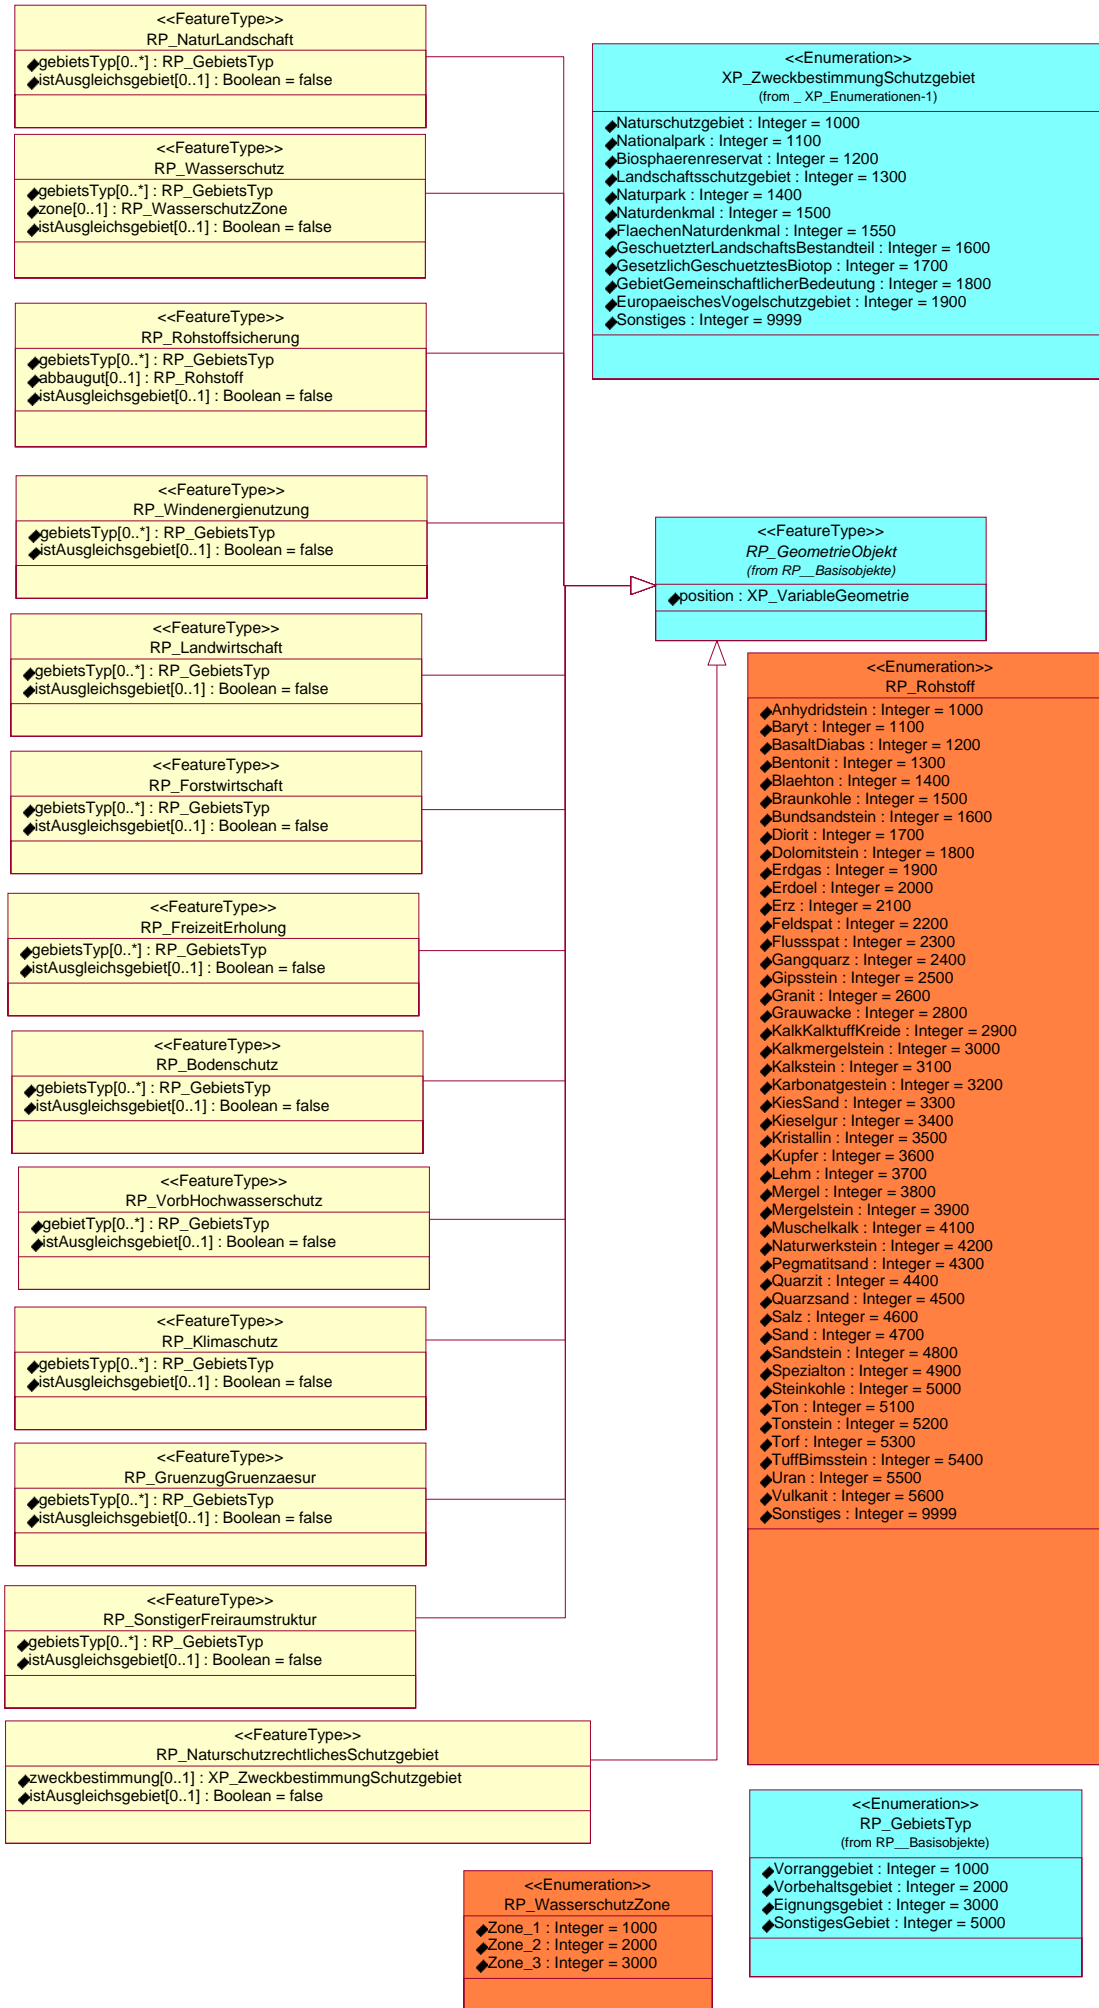 <<FeatureType>>
RP_NaturLandschaft
gebietsTyp[0..*] : RP_GebietsTyp
istAusgleichsgebiet[0..1] : Boolean = false
<<FeatureType>>
RP_Wasserschutz
gebietsTyp[0..*] : RP_GebietsTyp
zone[0..1] : RP_WasserschutzZone
istAusgleichsgebiet[0..1] : Boolean = false
<<FeatureType>>
RP_Rohstoffsicherung
gebietsTyp[0..*] : RP_GebietsTyp
abbaugut[0..1] : RP_Rohstoff
istAusgleichsgebiet[0..1] : Boolean = false
<<FeatureType>>
RP_Windenergienutzung
gebietsTyp[0..*] : RP_GebietsTyp
istAusgleichsgebiet[0..1] : Boolean = false
<<FeatureType>>
RP_Landwirtschaft
gebietsTyp[0..*] : RP_GebietsTyp
istAusgleichsgebiet[0..1] : Boolean = false
<<FeatureType>>
RP_Forstwirtschaft
gebietsTyp[0..*] : RP_GebietsTyp
istAusgleichsgebiet[0..1] : Boolean = false
<<FeatureType>>
RP_FreizeitErholung
gebietsTyp[0..*] : RP_GebietsTyp
istAusgleichsgebiet[0..1] : Boolean = false
<<FeatureType>>
RP_Bodenschutz
gebietsTyp[0..*] : RP_GebietsTyp
istAusgleichsgebiet[0..1] : Boolean = false
<<FeatureType>>
RP_VorbHochwasserschutz
gebietTyp[0..*] : RP_GebietsTyp
istAusgleichsgebiet[0..1] : Boolean = false
<<FeatureType>>
RP_Klimaschutz
gebietsTyp[0..*] : RP_GebietsTyp
istAusgleichsgebiet[0..1] : Boolean = false
<<FeatureType>>
RP_GruenzugGruenzaesur
gebietsTyp[0..*] : RP_GebietsTyp
istAusgleichsgebiet[0..1] : Boolean = false
<<FeatureType>>
RP_SonstigerFreiraumstruktur
gebietsTyp[0..*] : RP_GebietsTyp
istAusgleichsgebiet[0..1] : Boolean = false
<<FeatureType>>
RP_NaturschutzrechtlichesSchutzgebiet
zweckbestimmung[0..1] : XP_ZweckbestimmungSchutzgebiet
istAusgleichsgebiet[0..1] : Boolean = false
<<Enumeration>>
XP_ZweckbestimmungSchutzgebiet
(from _ XP_Enumerationen-1)
Naturschutzgebiet : Integer = 1000
Nationalpark : Integer = 1100
Biosphaerenreservat : Integer = 1200
Landschaftsschutzgebiet : Integer = 1300
Naturpark : Integer = 1400
Naturdenkmal : Integer = 1500
FlaechenNaturdenkmal : Integer = 1550
GeschuetzterLandschaftsBestandteil : Integer = 1600
GesetzlichGeschuetztesBiotop : Integer = 1700
GebietGemeinschaftlicherBedeutung : Integer = 1800
EuropaeischesVogelschutzgebiet : Integer = 1900
Sonstiges : Integer = 9999
<<FeatureType>>
RP_GeometrieObjekt
(from RP__Basisobjekte)
position : XP_VariableGeometrie
<<Enumeration>>
RP_Rohstoff
Anhydridstein : Integer = 1000
Baryt : Integer = 1100
BasaltDiabas : Integer = 1200
Bentonit : Integer = 1300
Blaehton : Integer = 1400
Braunkohle : Integer = 1500
Bundsandstein : Integer = 1600
Diorit : Integer = 1700
Dolomitstein : Integer = 1800
Erdgas : Integer = 1900
Erdoel : Integer = 2000
Erz : Integer = 2100
Feldspat : Integer = 2200
Flussspat : Integer = 2300
Gangquarz : Integer = 2400
Gipsstein : Integer = 2500
Granit : Integer = 2600
Grauwacke : Integer = 2800
KalkKalktuffKreide : Integer = 2900
Kalkmergelstein : Integer = 3000
Kalkstein : Integer = 3100
Karbonatgestein : Integer = 3200
KiesSand : Integer = 3300
Kieselgur : Integer = 3400
Kristallin : Integer = 3500
Kupfer : Integer = 3600
Lehm : Integer = 3700
Mergel : Integer = 3800
Mergelstein : Integer = 3900
Muschelkalk : Integer = 4100
Naturwerkstein : Integer = 4200
Pegmatitsand : Integer = 4300
Quarzit : Integer = 4400
Quarzsand : Integer = 4500
Salz : Integer = 4600
Sand : Integer = 4700
Sandstein : Integer = 4800
Spezialton : Integer = 4900
Steinkohle : Integer = 5000
Ton : Integer = 5100
Tonstein : Integer = 5200
Torf : Integer = 5300
TuffBimsstein : Integer = 5400
Uran : Integer = 5500
Vulkanit : Integer = 5600
Sonstiges : Integer = 9999
<<Enumeration>>
RP_GebietsTyp
(from RP__Basisobjekte)
Vorranggebiet : Integer = 1000
Vorbehaltsgebiet : Integer = 2000
Eignungsgebiet : Integer = 3000
SonstigesGebiet : Integer = 5000
<<Enumeration>>
RP_WasserschutzZone
Zone_1 : Integer = 1000
Zone_2 : Integer = 2000
Zone_3 : Integer = 3000